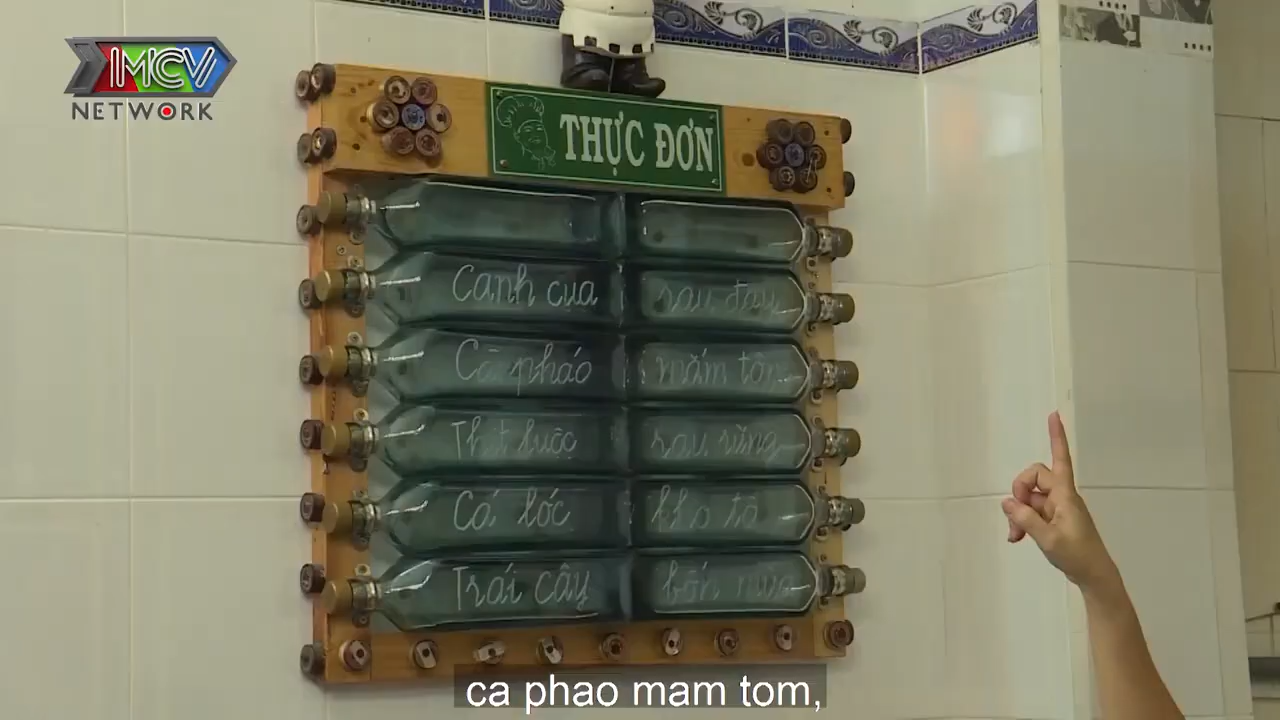 MCV
NETWORK
THỰC ĐƠN
Canh cua rau đay
Cà pháo mắm tôm
Thịt luộc rau sống
Cá lóc kho tộ
Trái cây bốn mùa
ca phao mam tom,